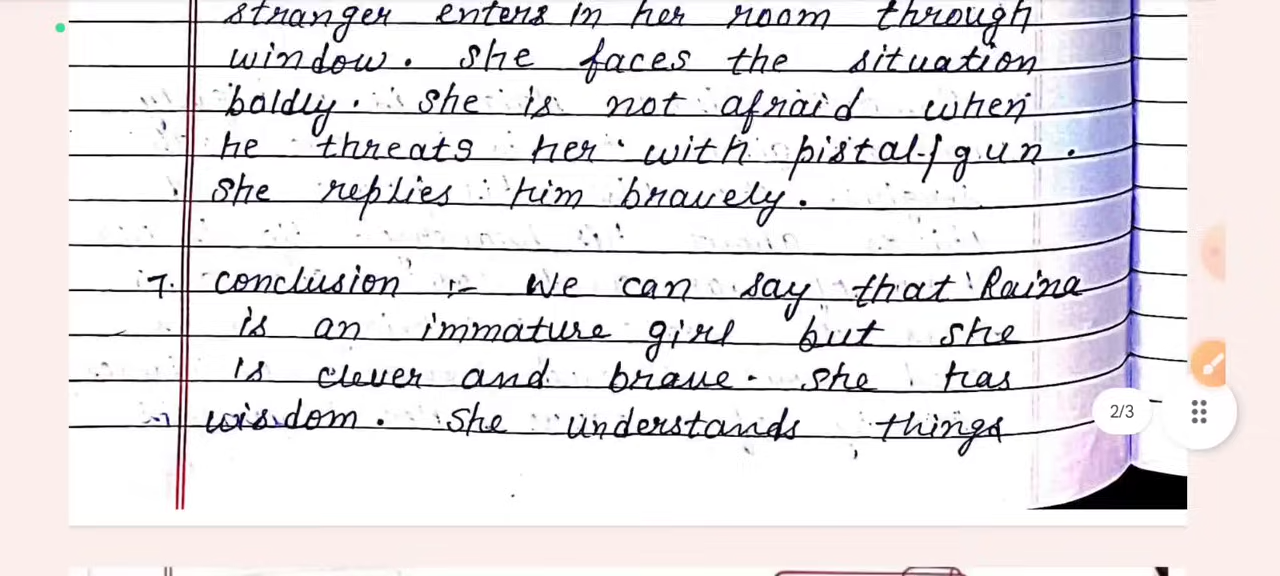 stranger enters in her room through
window. She faces the situation
boldly. She is not afraid when
he threats her with pistal-/gun.
She replies him bravely.
7. Conclusion :- We can say that Raina
is an immature girl but she
is clever and brave. She has
wisdom. She understands things
2/3